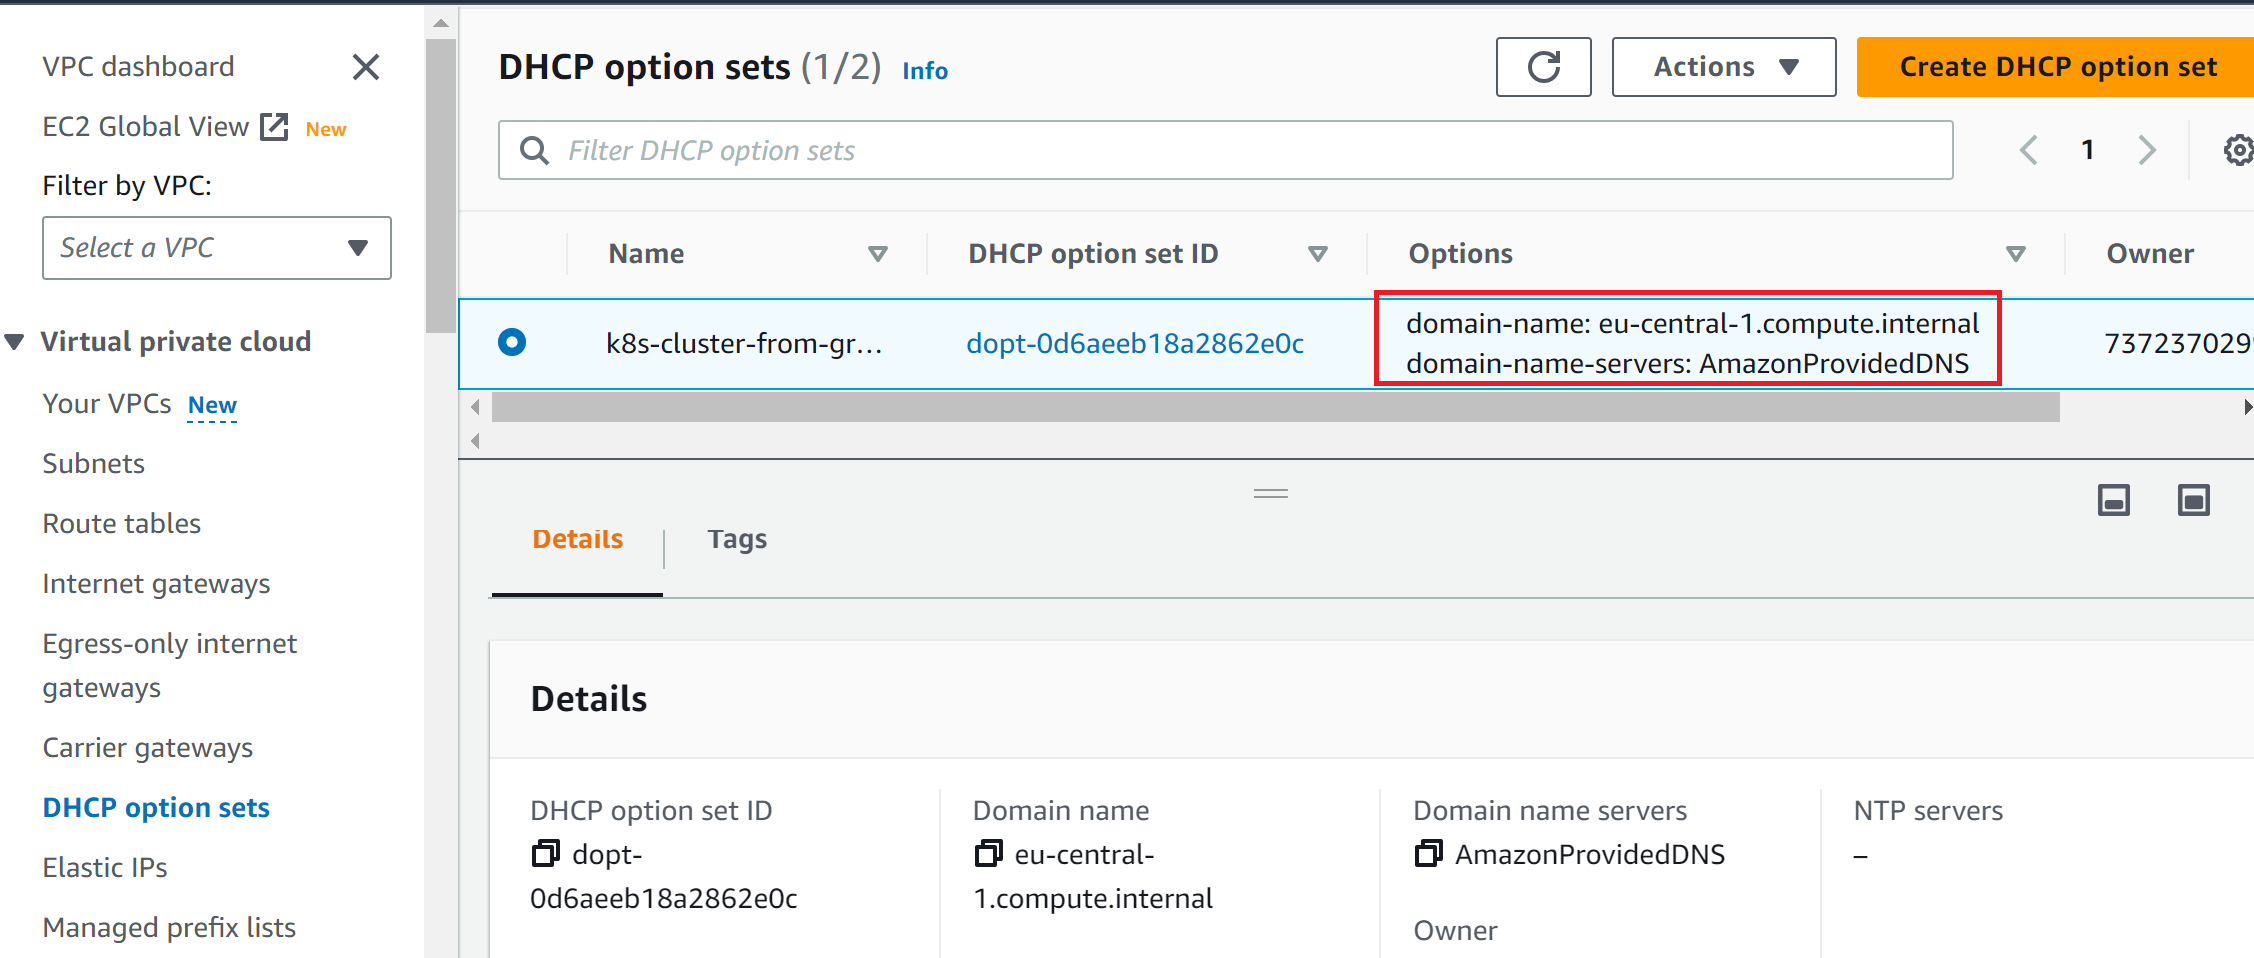 VPC dashboard
EC2 Global View New
Filter by VPC:
Select a VPC
Virtual private cloud
Your VPCs New
Subnets
Route tables
Internet gateways
Egress-only internet
gateways
Carrier gateways
DHCP option sets
Elastic IPs
Managed prefix lists
DHCP option sets (1/2) Info
Actions
Create DHCP option set
Filter DHCP option sets
1
Name DHCP option set ID Options Owner
k8s-cluster-from-gr... dopt-0d6aeeb18a2862e0c
domain-name: eu-central-1.compute.internal
domain-name-servers: AmazonProvidedDNS
Details Tags
Details
DHCP option set ID
dopt-
0d6aeeb18a2862e0c
Domain name
eu-central-
1.compute.internal
Domain name servers
AmazonProvidedDNS
Owner
NTP servers
–